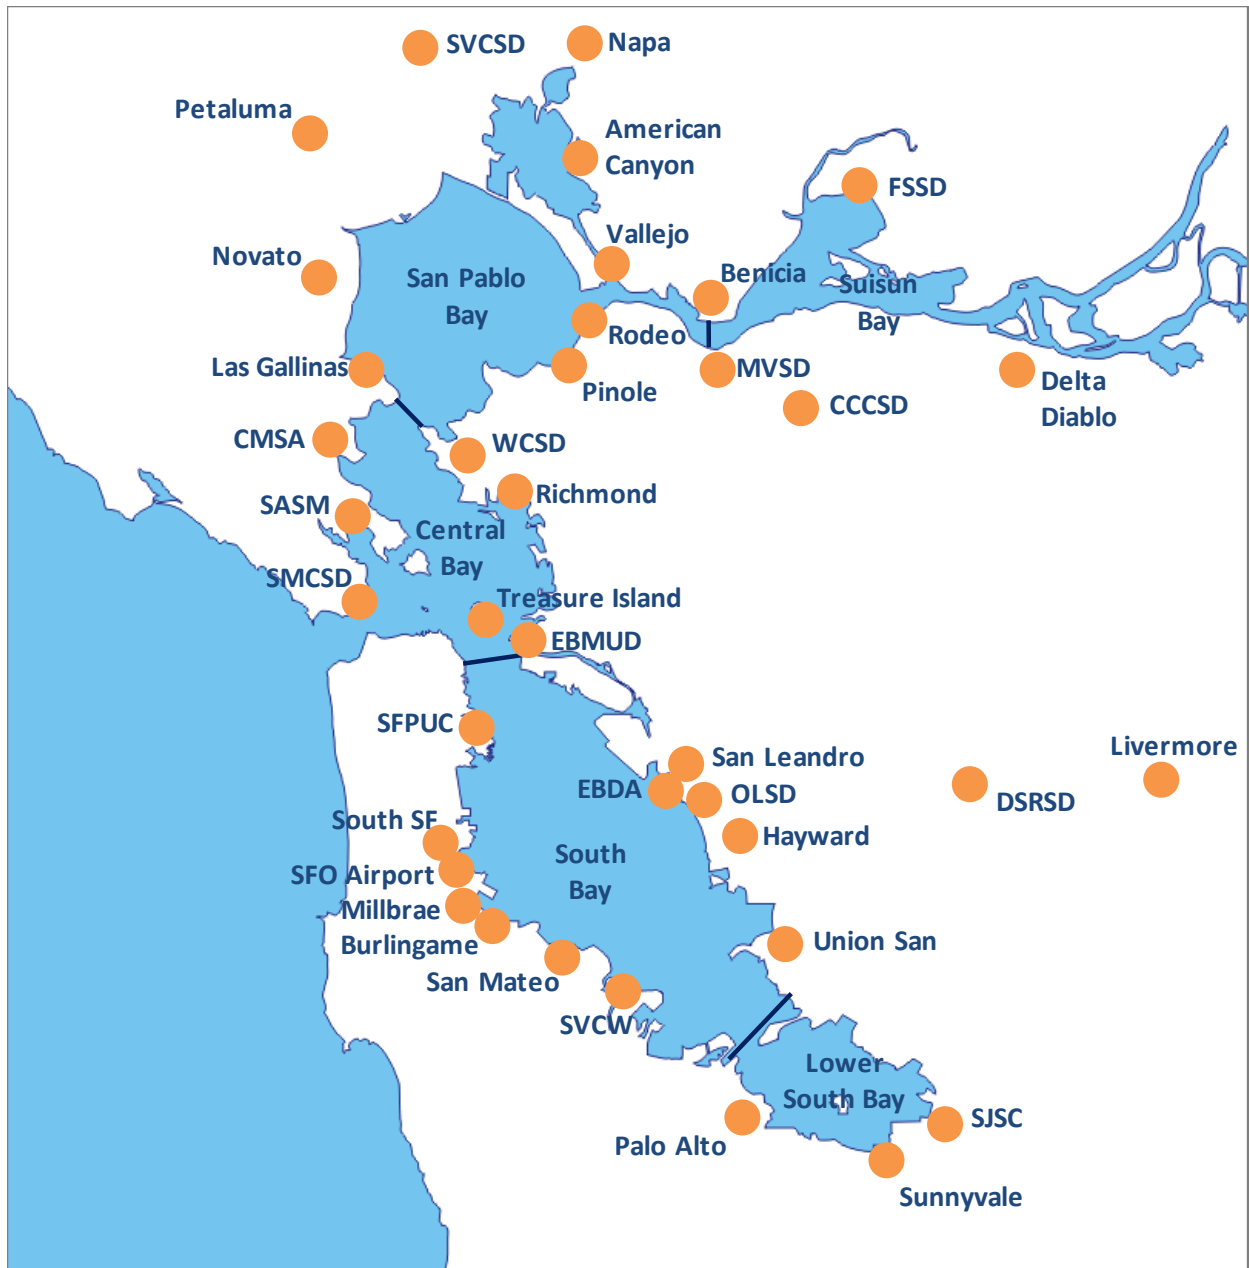 SVCSD
Napa
Petaluma
American
Canyon
FSSD
Vallejo
Novato
Benicia
San Pablo
Bay
Suisun
Bay
Rodeo
Las Gallinas
MVSD
Pinole
Delta
Diablo
CCCSD
CMSA
WCSD
Richmond
SASM
Central
Bay
SMCSD
Treasure Island
EBMUD
SFPUC
San Leandro
Livermore
EBDA
OLSD
DSRSD
South SF
Hayward
South
Bay
SFO Airport
Millbrae
Burlingame
Union San
San Mateo
SVCW
Lower
South Bay
SJSC
Palo Alto
Sunnyvale